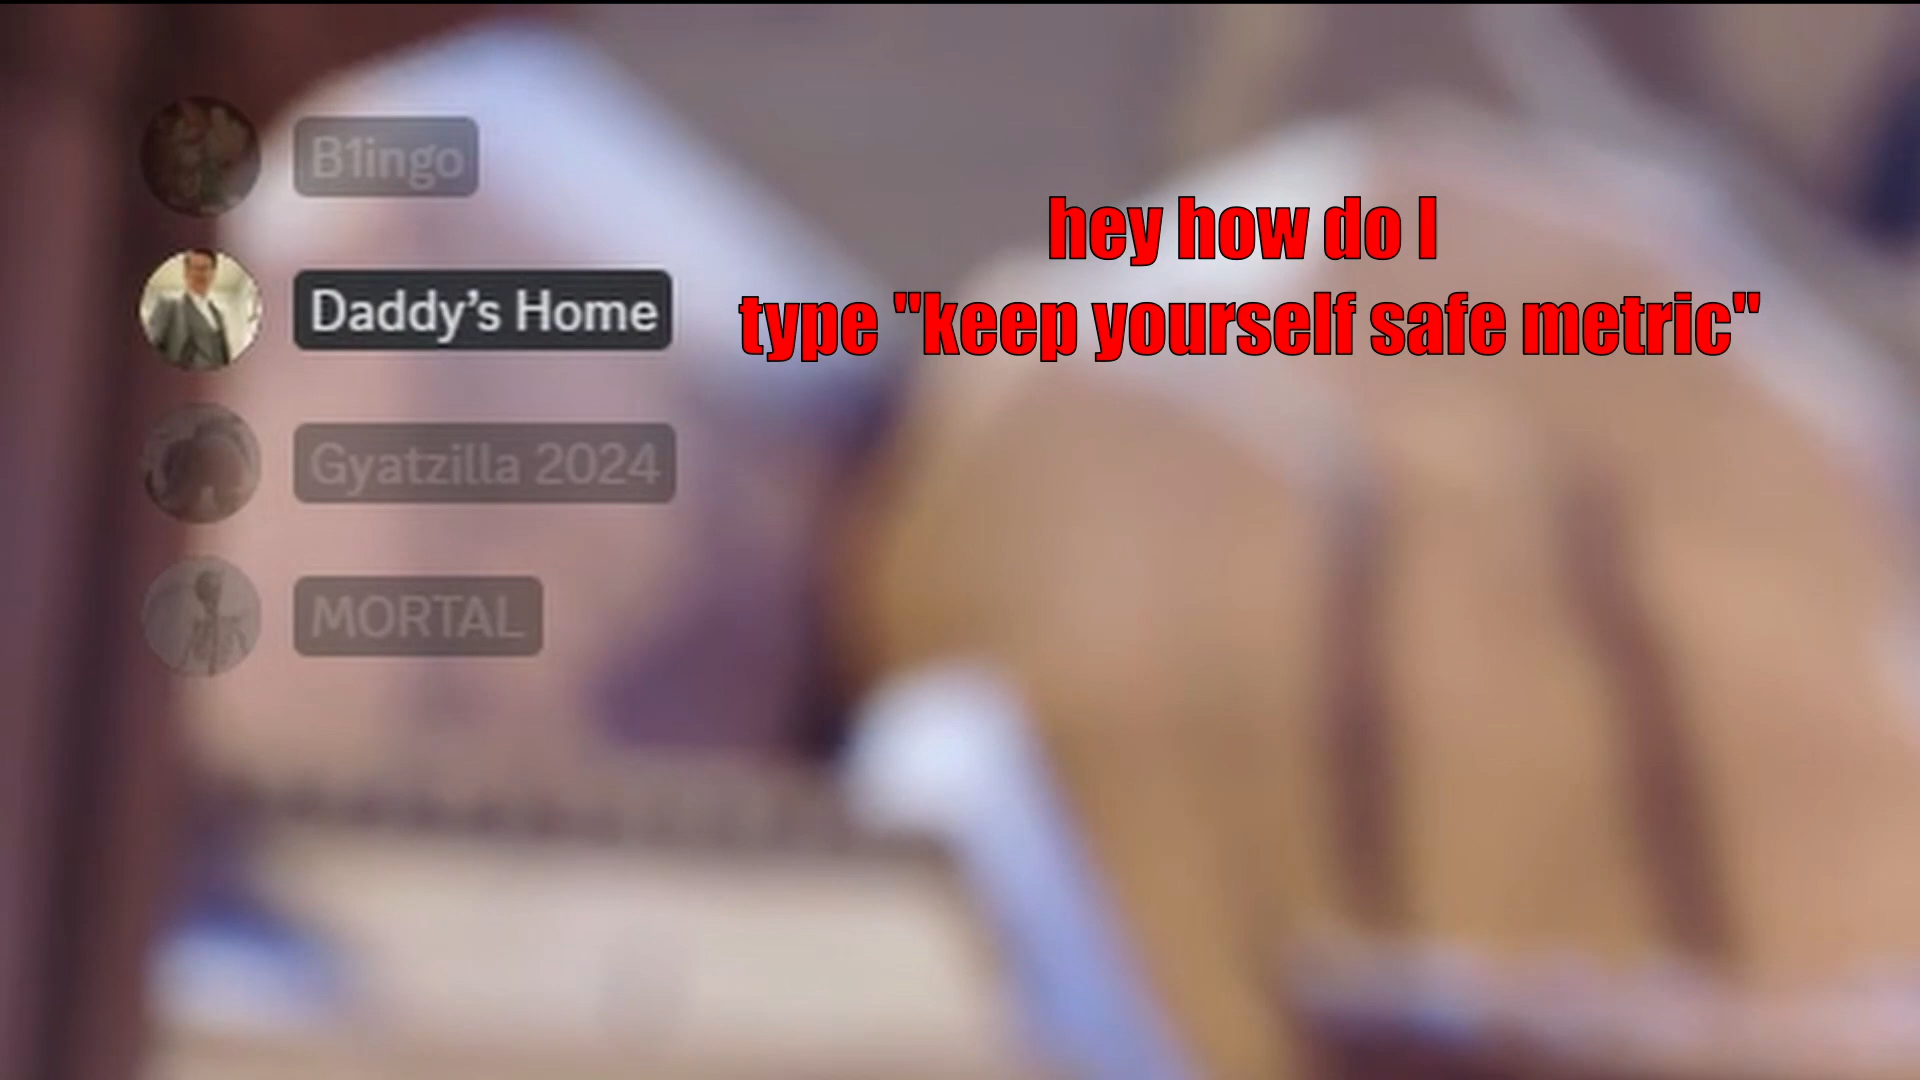 B1ingo
Daddy's Home
hey how do I
type "keep yourself safe metric"
Gyatzilla 2024
MORTAL